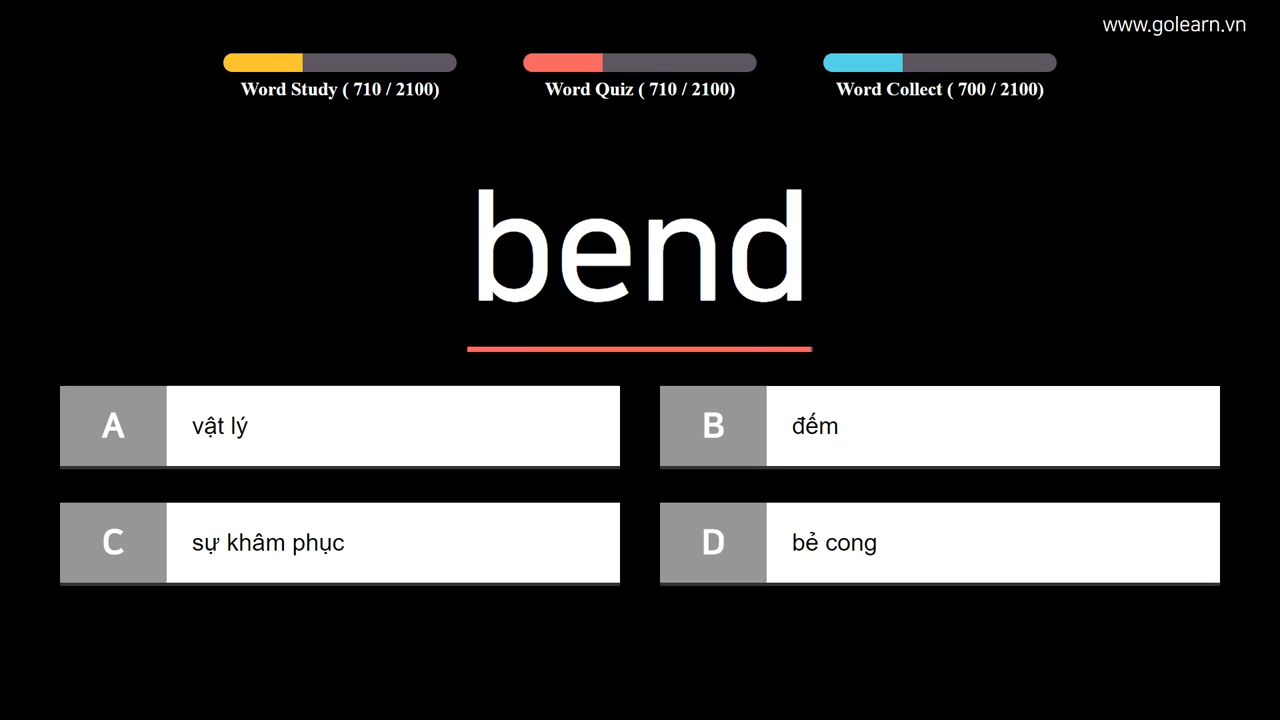 www.golearn.vn
Word Study ( 710 / 2100)
Word Quiz ( 710 / 2100)
Word Collect ( 700 / 2100)
bend
A vật lý
B đếm
C sự khâm phục
D bẻ cong